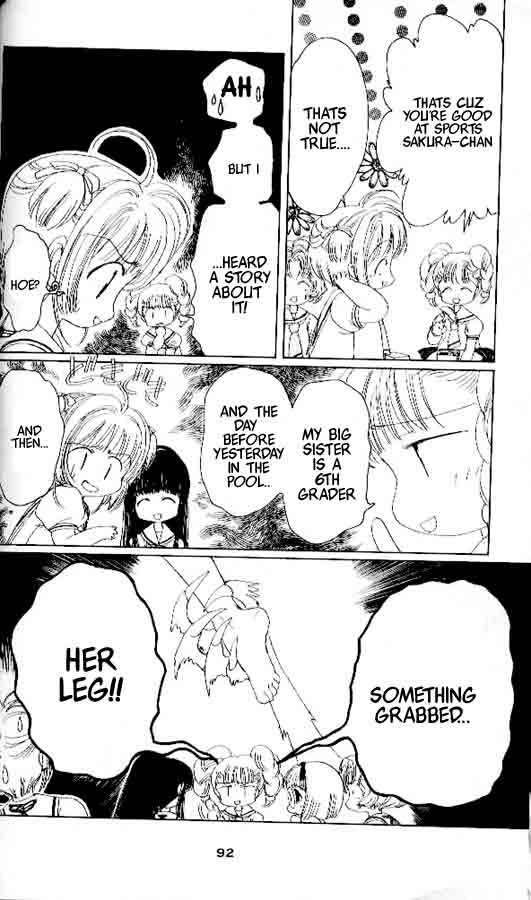 THATS CUZ
YOU'RE GOOD
AT SPORTS
SAKURA-CHAN
THATS
NOT
TRUE....
AH
BUT I
...HEARD
A STORY
ABOUT
IT!
HOE?
MY BIG
SISTER
IS A
6TH
GRADER
AND THE
DAY
BEFORE
YESTERDAY
IN THE
POOL..
AND
THEN...
SOMETHING
GRABBED..
HER
LEG!!
92